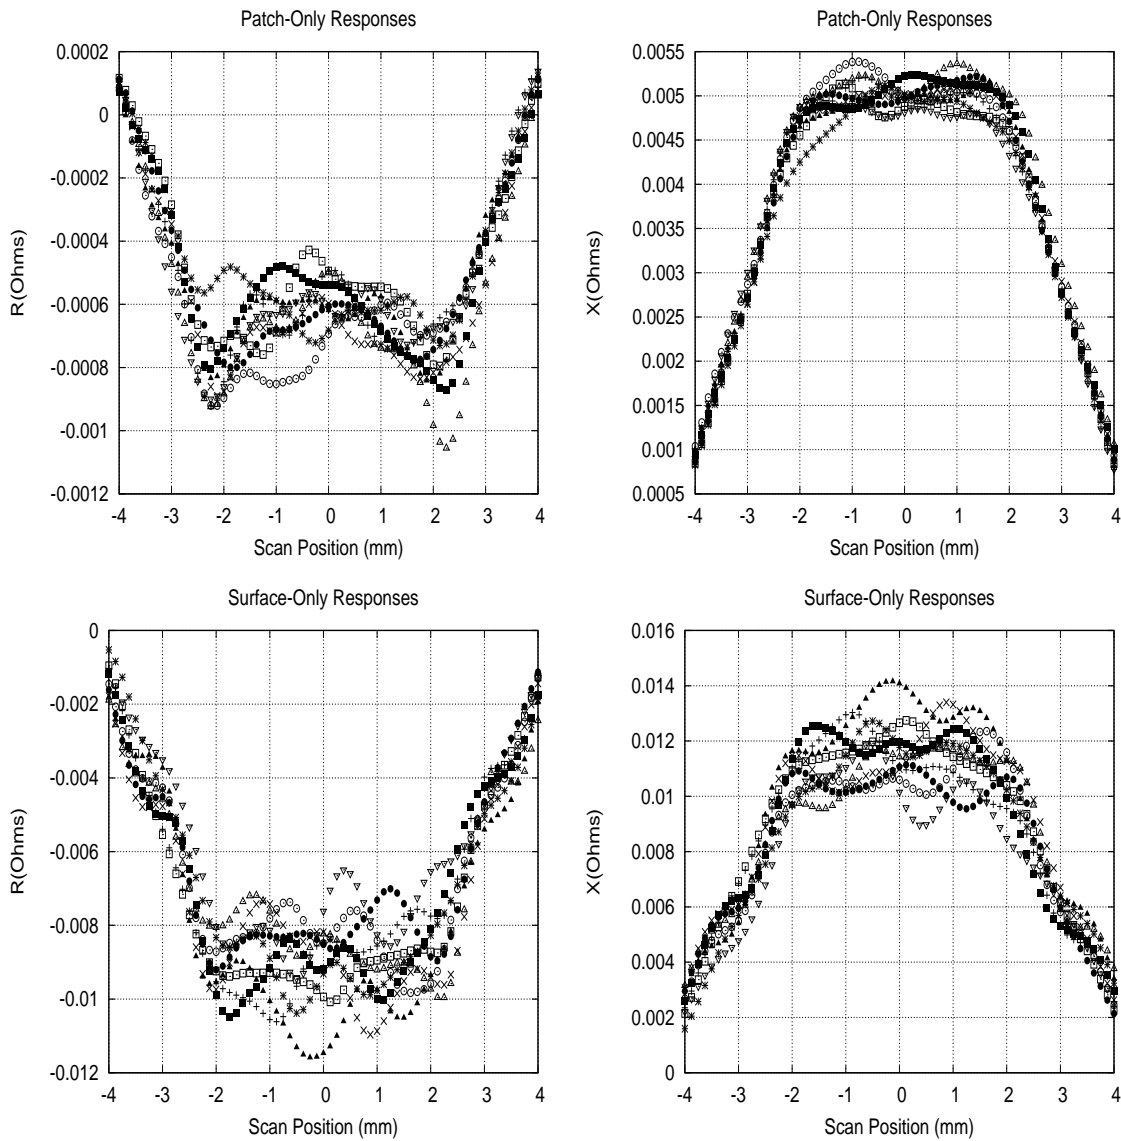 Patch-Only Responses
0.0002
0
-0.0002
-0.0004
-0.0006
-0.0008
-0.001
-0.0012
R(Ohms)
-4 -3 -2 -1 0 1 2 3 4
Scan Position (mm)
Patch-Only Responses
0.0055
0.005
0.0045
0.004
0.0035
0.003
0.0025
0.002
0.0015
0.001
0.0005
X(Ohms)
-4 -3 -2 -1 0 1 2 3 4
Scan Position (mm)
Surface-Only Responses
0
-0.002
-0.004
-0.006
-0.008
-0.01
-0.012
R(Ohms)
-4 -3 -2 -1 0 1 2 3 4
Scan Position (mm)
Surface-Only Responses
0.016
0.014
0.012
0.01
0.008
0.006
0.004
0.002
0
X(Ohms)
-4 -3 -2 -1 0 1 2 3 4
Scan Position (mm)